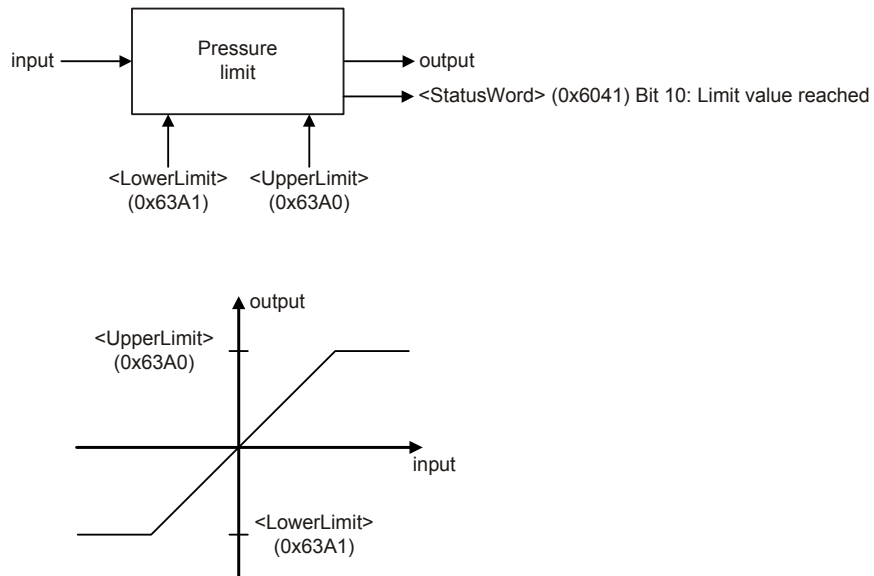 Pressure
limit
input
output
<StatusWord> (0x6041) Bit 10: Limit value reached
<LowerLimit>
(0x63A1)
<UpperLimit>
(0x63A0)
output
<UpperLimit>
(0x63A0)
input
<LowerLimit>
(0x63A1)